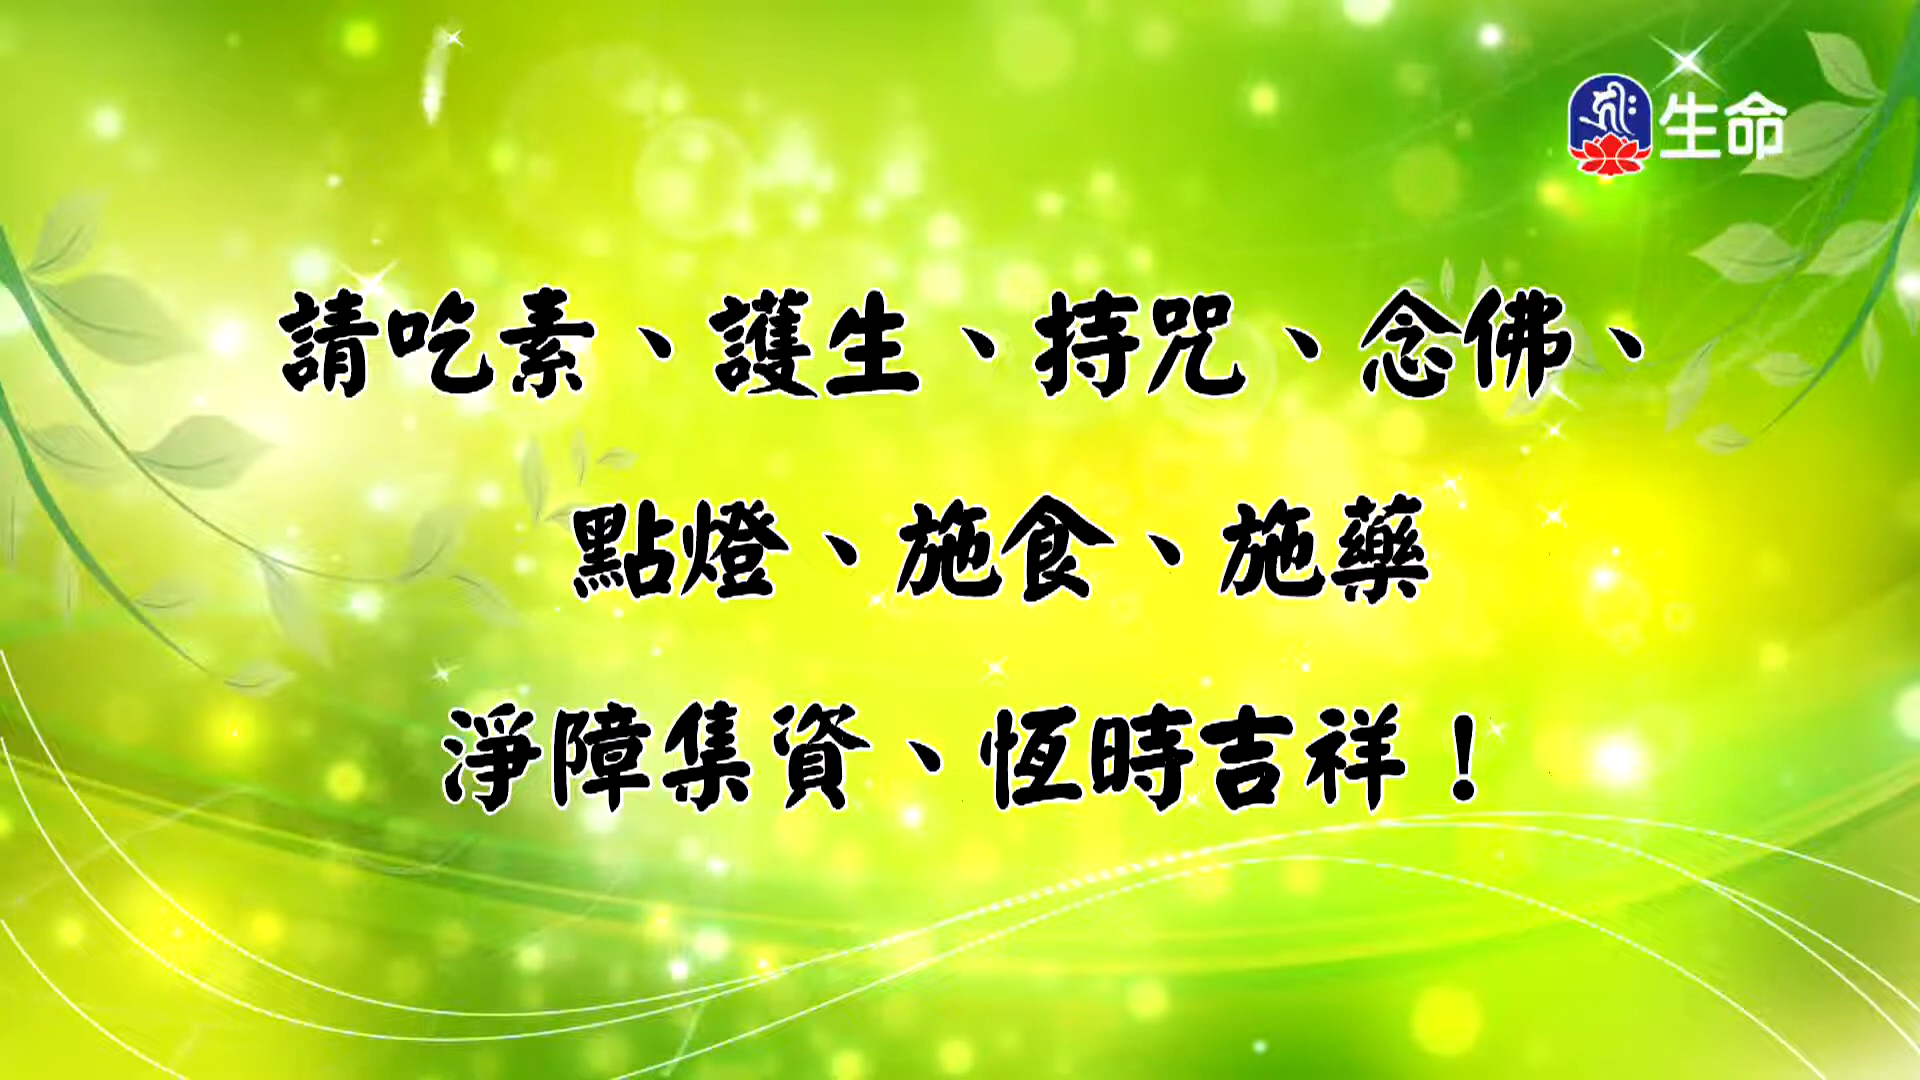 生命
請吃素、護生、持咒、念佛、
點燈、施食、施藥
淨障集資、恆時吉祥！